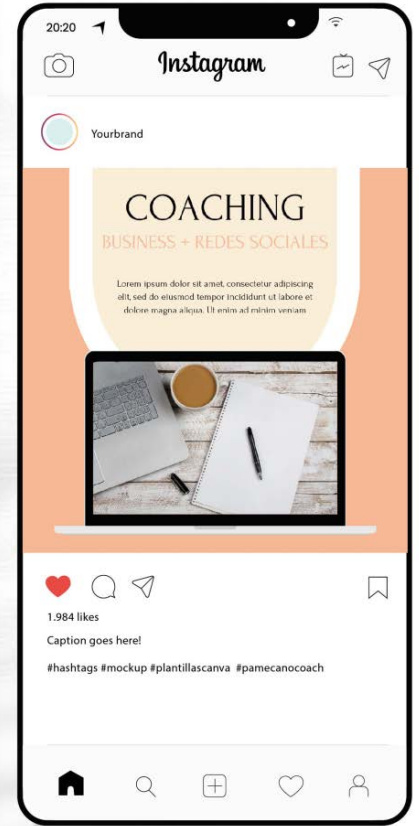 20:20
Instagram
Yourbrand
COACHING
BUSINESS + REDES SOCIALES
Lorem ipsum dolor sit amet, consectetur adipiscing
elit, sed do eiusmod tempor incididunt ut labore et
dolore magna aliqua. Ut enim ad minim veniam
1.984 likes
Caption goes here!
#hashtags #mockup #plantillascanva #pamecanocoach